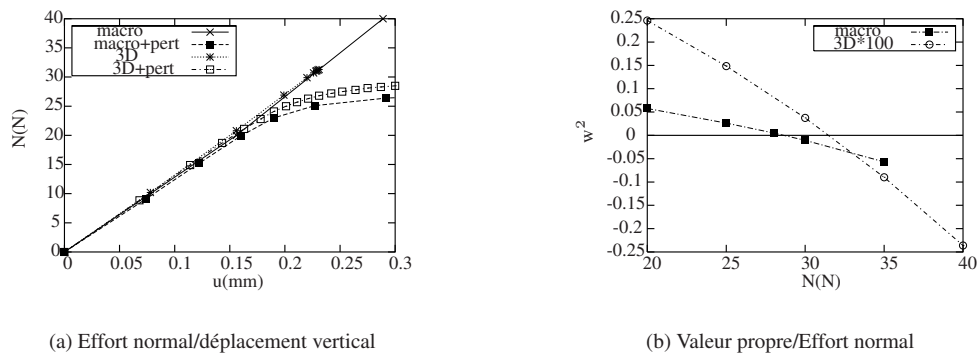 40
35
30
25
20
15
10
5
0
N(N)
macro
macro+pert
3D
3D+pert
0 0.05 0.1 0.15 0.2 0.25 0.3
u(mm)
(a) Effort normal/déplacement vertical
0.25
0.2
0.15
0.1
0.05
0
-0.05
-0.1
-0.15
-0.2
-0.25
w2
macro
3D*100
20 25 30 35 40
N(N)
(b) Valeur propre/Effort normal